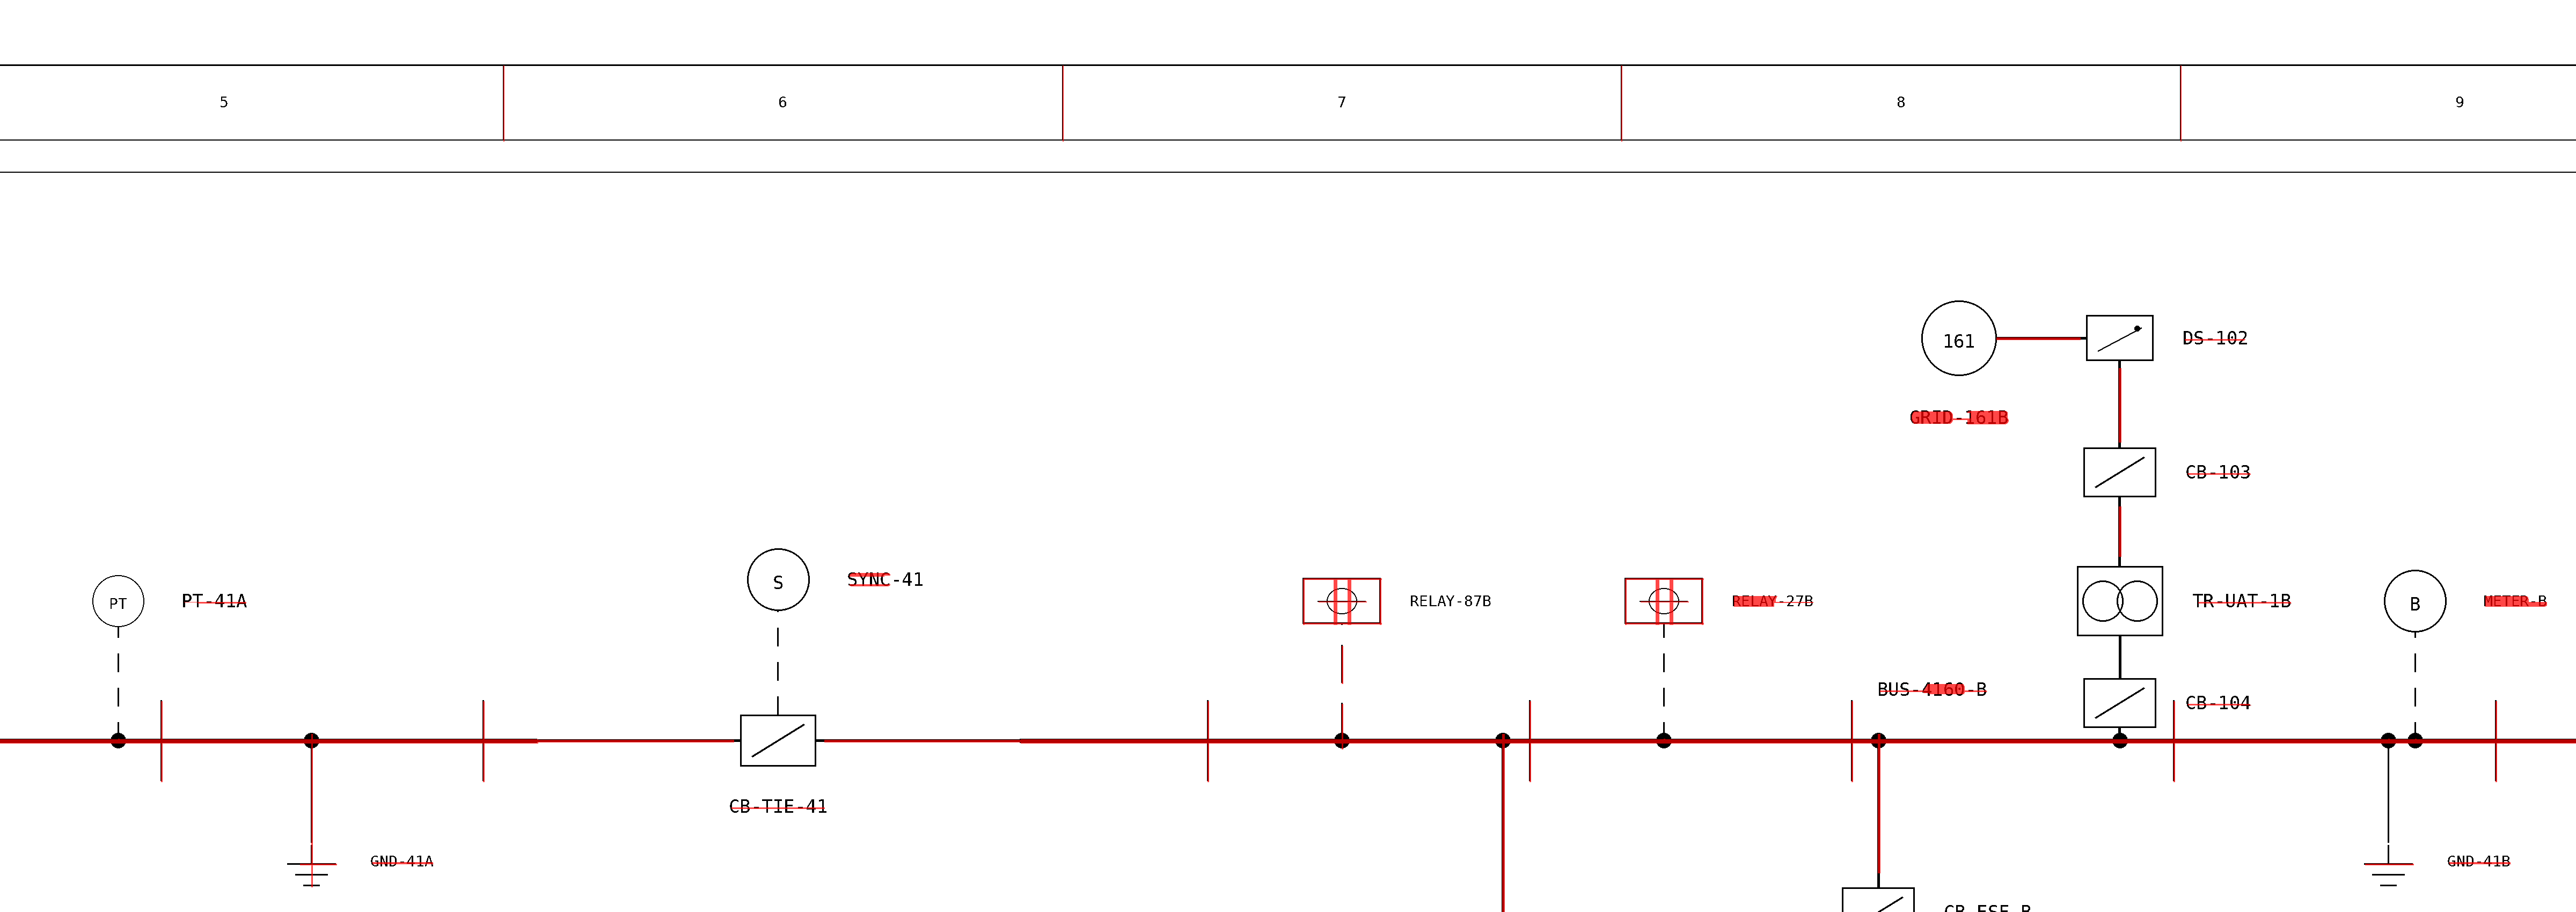 5 6 7 8 9
161 DS-102
GRID-161B
CB-103
S SYNC-41
PT PT-41A
RELAY-87B
RELAY-27B
TR-UAT-1B
B METER-B
BUS-4160-B
CB-104
CB-TIE-41
GND-41A
GND-41B